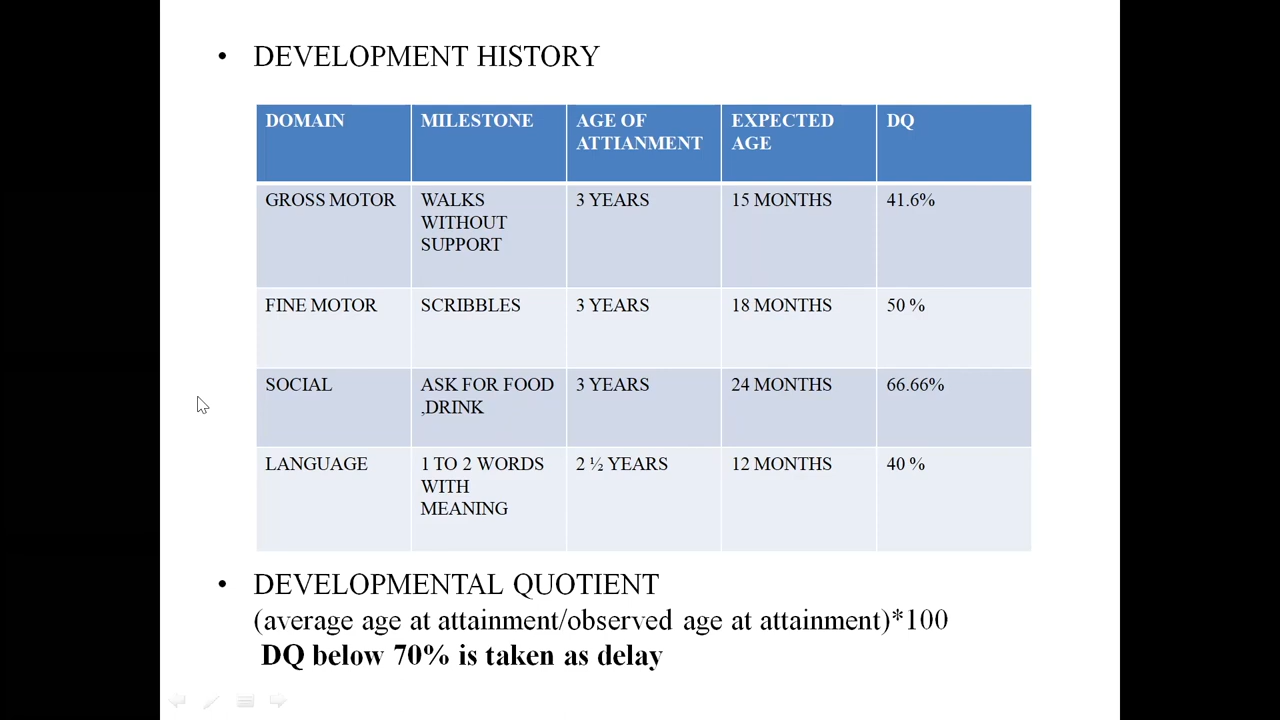 • DEVELOPMENT HISTORY
DOMAIN MILESTONE AGE OF ATTIANMENT EXPECTED AGE DQ
GROSS MOTOR WALKS WITHOUT SUPPORT 3 YEARS 15 MONTHS 41.6%
FINE MOTOR SCRIBBLES 3 YEARS 18 MONTHS 50 %
SOCIAL ASK FOR FOOD ,DRINK 3 YEARS 24 MONTHS 66.66%
LANGUAGE 1 TO 2 WORDS WITH MEANING 2 ½ YEARS 12 MONTHS 40 %
• DEVELOPMENTAL QUOTIENT
(average age at attainment/observed age at attainment)*100
DQ below 70% is taken as delay